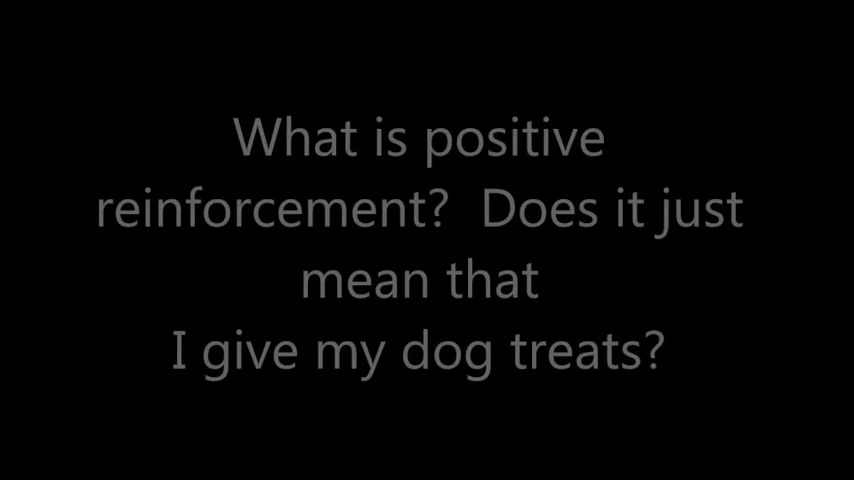 What is positive
reinforcement?  Does it just
mean that
I give my dog treats?